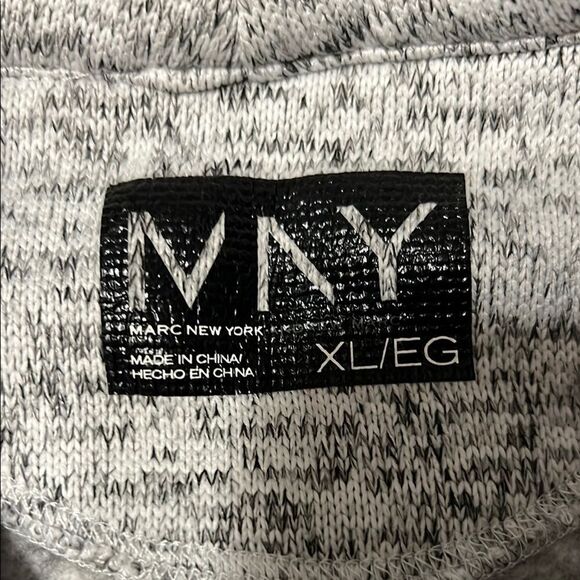 MNY
MARC NEW YORK
MADE IN CHINA/
HECHO EN CHINA
XL/EG